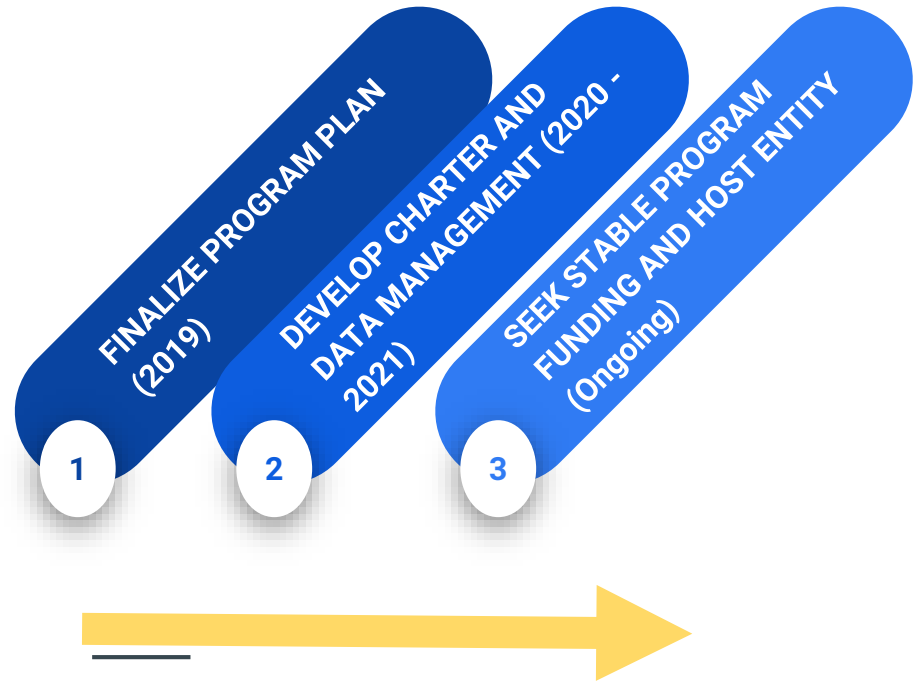 FINALIZE PROGRAM PLAN
(2019)
1
DEVELOP CHARTER AND
DATA MANAGEMENT (2020 -
2021)
2
SEEK STABLE PROGRAM
FUNDING AND HOST ENTITY
(Ongoing)
3